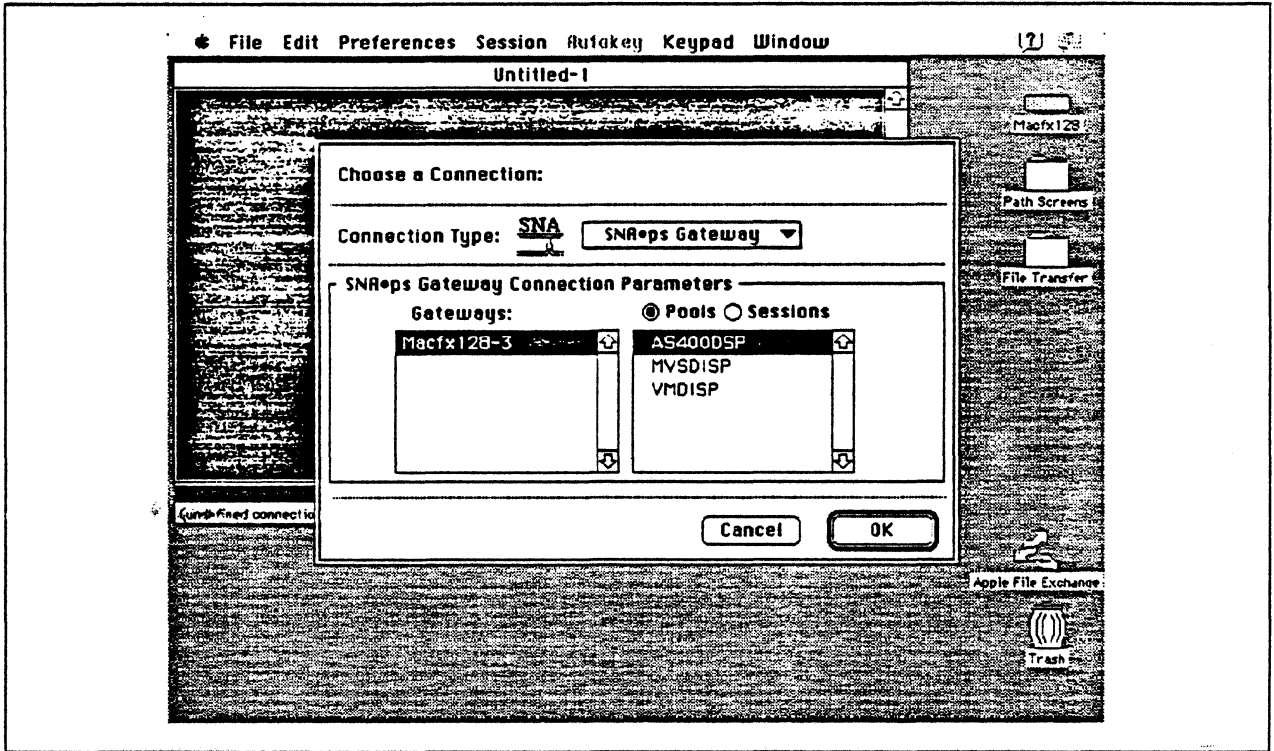 File Edit Preferences Session Autokey Keypad Window
Untitled-1
Macfx128
Choose a Connection:
Path Screens
Connection Type: SNA SNA•ps Gateway
File Transfer
SNA•ps Gateway Connection Parameters
Gateways: Pools Sessions
Macfx128-3 AS400DSP
MVSDISP
VMDISP
connectio
Cancel OK
Apple File Exchange
Trash